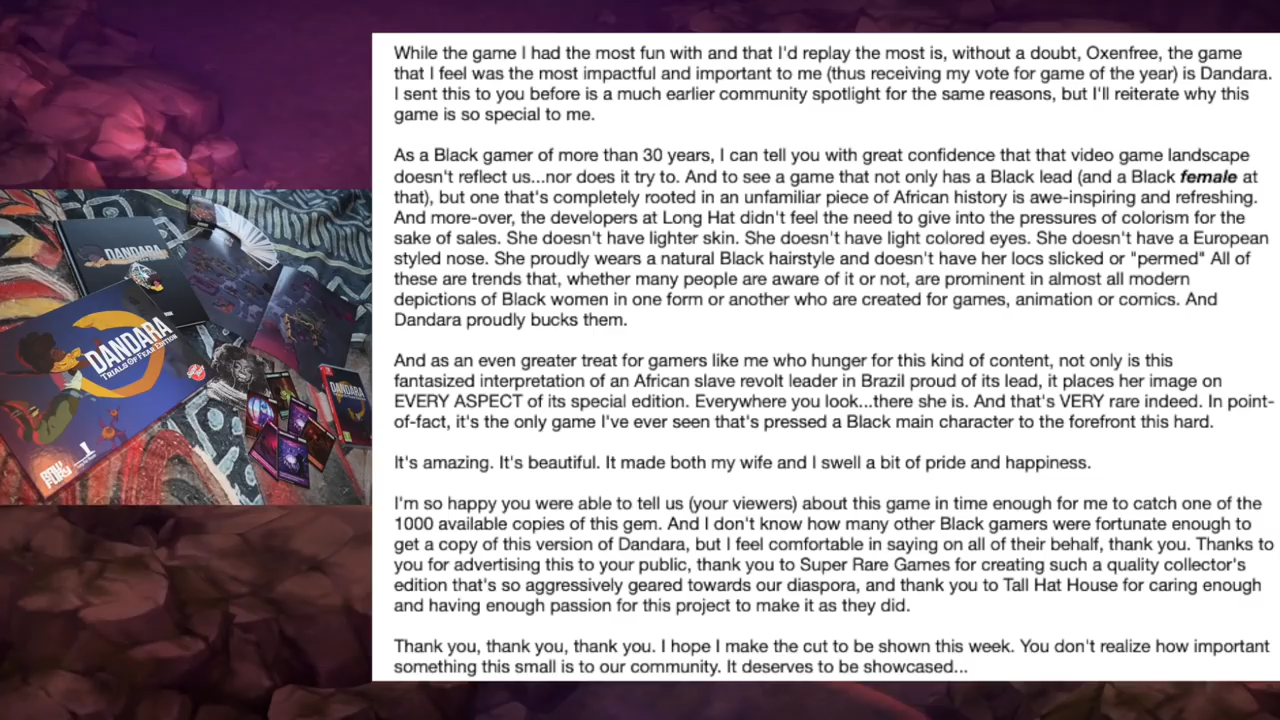 While the game I had the most fun with and that I'd replay the most is, without a doubt, Oxenfree, the game
that I feel was the most impactful and important to me (thus receiving my vote for game of the year) is Dandara.
I sent this to you before is a much earlier community spotlight for the same reasons, but I'll reiterate why this
game is so special to me.
As a Black gamer of more than 30 years, I can tell you with great confidence that that video game landscape
doesn't reflect us...nor does it try to. And to see a game that not only has a Black lead (and a Black female at
that), but one that's completely rooted in an unfamiliar piece of African history is awe-inspiring and refreshing.
And more-over, the developers at Long Hat didn't feel the need to give into the pressures of colorism for the
sake of sales. She doesn't have lighter skin. She doesn't have light colored eyes. She doesn't have a European
styled nose. She proudly wears a natural Black hairstyle and doesn't have her locs slicked or "permed" All of
these are trends that, whether many people are aware of it or not, are prominent in almost all modern
depictions of Black women in one form or another who are created for games, animation or comics. And
Dandara proudly bucks them.
And as an even greater treat for gamers like me who hunger for this kind of content, not only is this
fantasized interpretation of an African slave revolt leader in Brazil proud of its lead, it places her image on
EVERY ASPECT of its special edition. Everywhere you look...there she is. And that's VERY rare indeed. In point-
of-fact, it's the only game I've ever seen that's pressed a Black main character to the forefront this hard.
It's amazing. It's beautiful. It made both my wife and I swell a bit of pride and happiness.
I'm so happy you were able to tell us (your viewers) about this game in time enough for me to catch one of the
1000 available copies of this gem. And I don't know how many other Black gamers were fortunate enough to
get a copy of this version of Dandara, but I feel comfortable in saying on all of their behalf, thank you. Thanks to
you for advertising this to your public, thank you to Super Rare Games for creating such a quality collector's
edition that's so aggressively geared towards our diaspora, and thank you to Tall Hat House for caring enough
and having enough passion for this project to make it as they did.
Thank you, thank you, thank you. I hope I make the cut to be shown this week. You don't realize how important
something this small is to our community. It deserves to be showcased...
DANDARA
DANDARA
TRIALS OF FEAR EDITION
RAW FURY
DANDARA